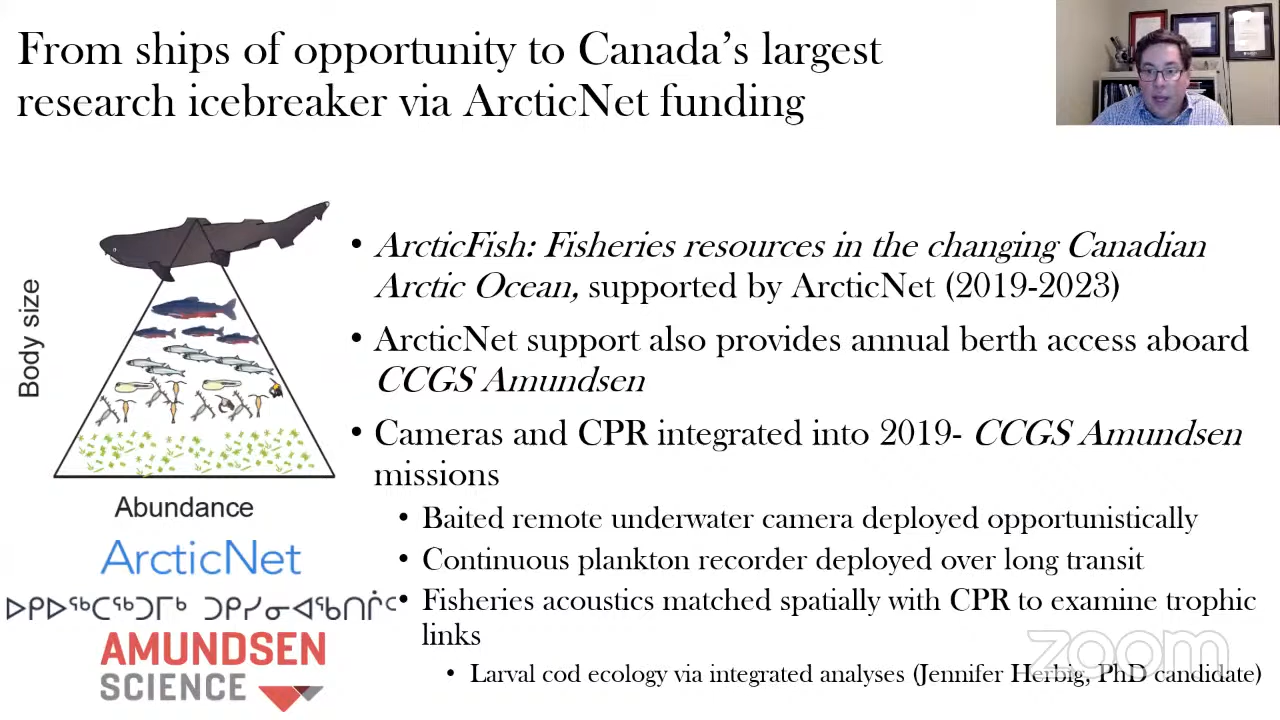 From ships of opportunity to Canada's largest
research icebreaker via ArcticNet funding
Body size
Abundance
ArcticNet
ᐅᑭᐅᖅᑕᖅᑐᒥᒃ ᑐᑭᓯᓂᐊᖃᑎᒌᑦ
AMUNDSEN
SCIENCE
• ArcticFish: Fisheries resources in the changing Canadian
Arctic Ocean, supported by ArcticNet (2019-2023)
• ArcticNet support also provides annual berth access aboard
CCGS Amundsen
• Cameras and CPR integrated into 2019- CCGS Amundsen
missions
• Baited remote underwater camera deployed opportunistically
• Continuous plankton recorder deployed over long transit
• Fisheries acoustics matched spatially with CPR to examine trophic
links
• Larval cod ecology via integrated analyses (Jennifer Herbig, PhD candidate)
zoom